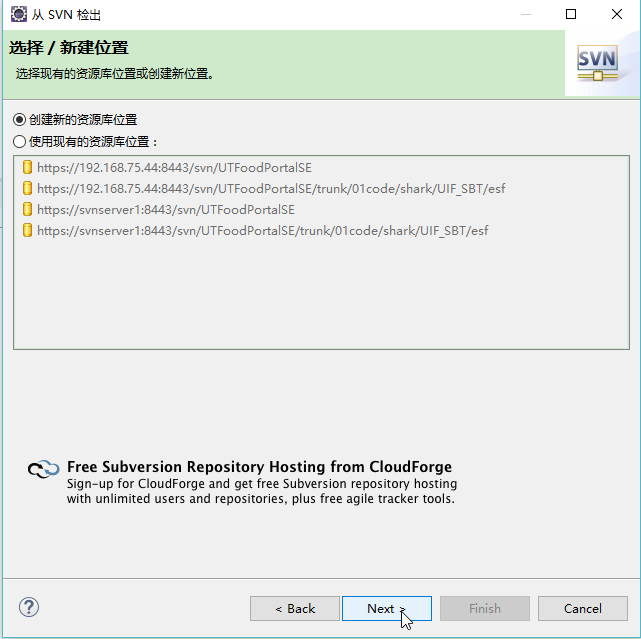 从 SVN 检出
选择 / 新建位置
选择现有的资源库位置或创建新位置。
SVN
创建新的资源库位置
使用现有的资源库位置：
https://192.168.75.44:8443/svn/UTFoodPortalSE
https://192.168.75.44:8443/svn/UTFoodPortalSE/trunk/01code/shark/UIF_SBT/esf
https://svnserver1:8443/svn/UTFoodPortalSE
https://svnserver1:8443/svn/UTFoodPortalSE/trunk/01code/shark/UIF_SBT/esf
Free Subversion Repository Hosting from CloudForge
Sign-up for CloudForge and get free Subversion repository hosting
with unlimited users and repositories, plus free agile tracker tools.
?
< Back
Next >
Finish
Cancel